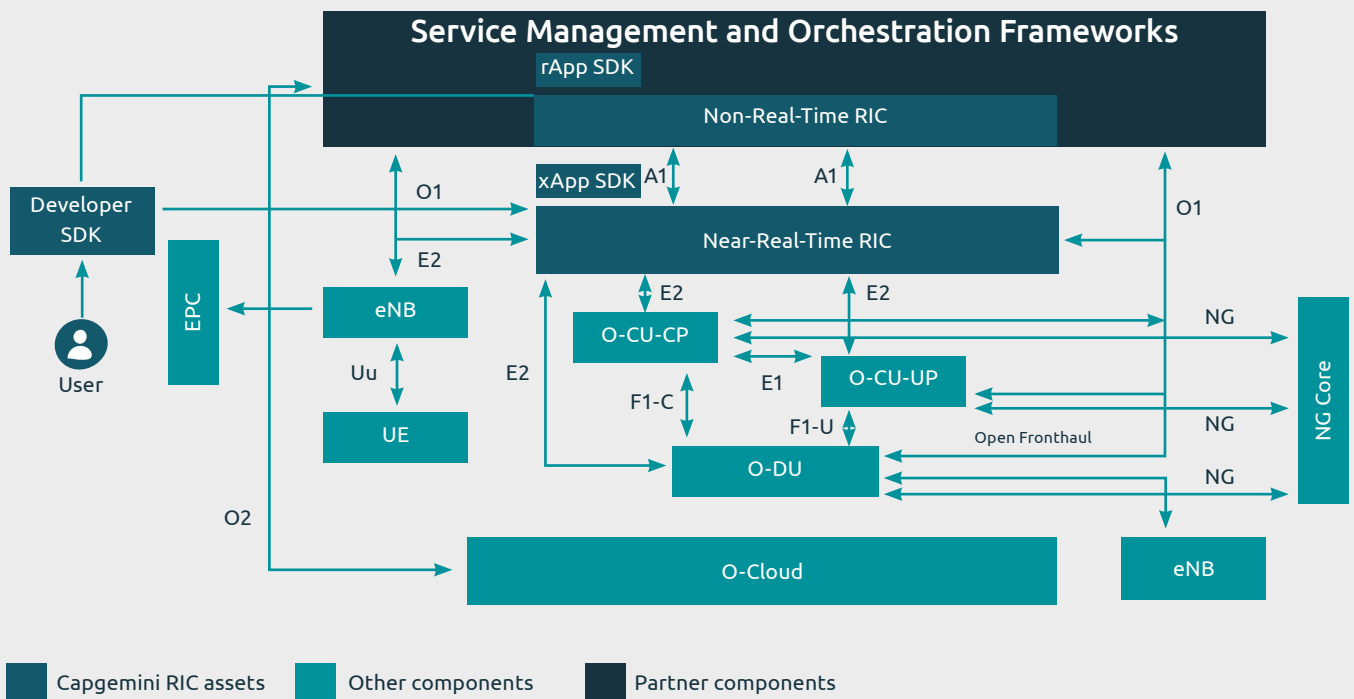 Service Management and Orchestration Frameworks
rApp SDK
Non-Real-Time RIC
xApp SDK
A1
A1
O1
O1
Developer
SDK
Near-Real-Time RIC
E2
EPC
eNB
E2
E2
O-CU-CP
NG
User
Uu
E2
E1
O-CU-UP
F1-C
NG Core
UE
F1-U
Open Fronthaul
NG
O-DU
NG
O2
O-Cloud
eNB
Capgemini RIC assets
Other components
Partner components